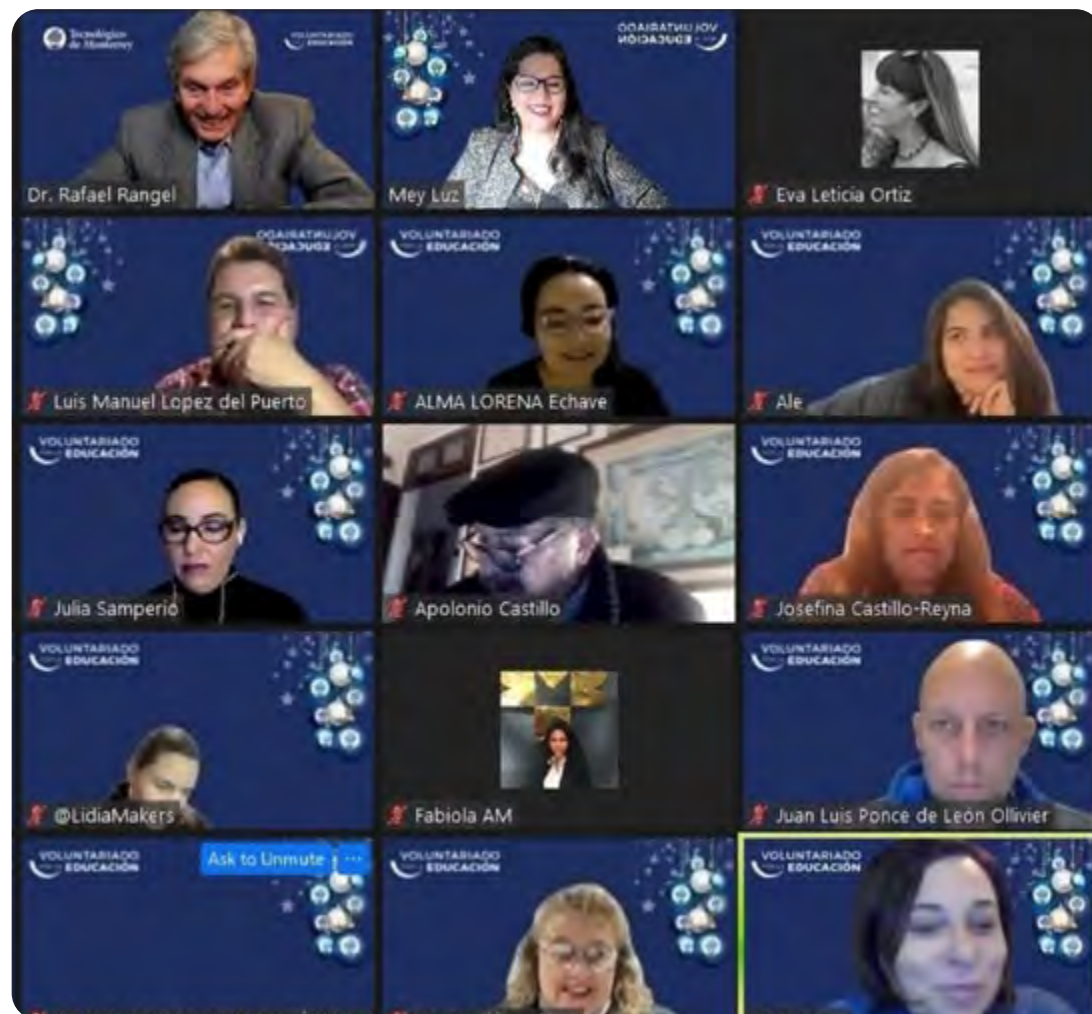 Tecnológico
de Monterrey
VOLUNTARIADO
EDUCACIÓN
Dr. Rafael Rangel
VOLUNTARIADO
EDUCACIÓN
Mey Luz
Eva Leticia Ortiz
VOLUNTARIADO
EDUCACIÓN
Luis Manuel Lopez del Puerto
VOLUNTARIADO
EDUCACIÓN
ALMA LORENA Echave
VOLUNTARIADO
EDUCACIÓN
Ale
VOLUNTARIADO
EDUCACIÓN
Julia Samperio
Apolonio Castillo
VOLUNTARIADO
EDUCACIÓN
Josefina Castillo-Reyna
VOLUNTARIADO
EDUCACIÓN
@LidiaMakers
Fabiola AM
VOLUNTARIADO
EDUCACIÓN
Juan Luis Ponce de León Ollivier
VOLUNTARIADO
EDUCACIÓN
Ask to Unmute ...
VOLUNTARIADO
EDUCACIÓN
VOLUNTARIADO
EDUCACIÓN